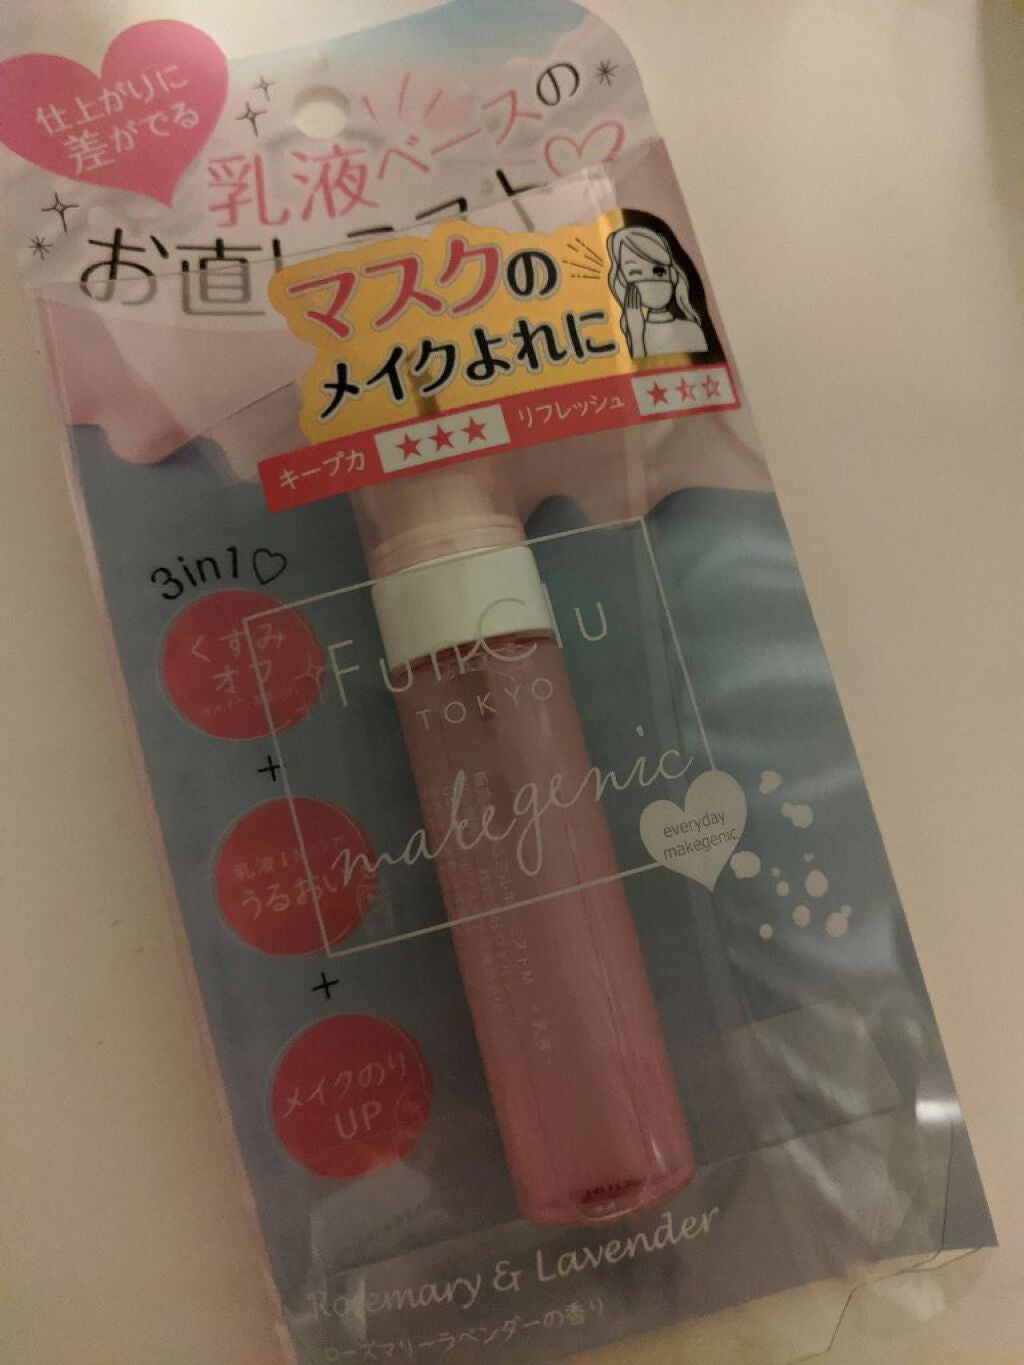 仕上がりに
差がでる
乳液ベースの
お直しミスト
マスクの
メイクよれに
キープ力 ★★★ リフレッシュ
3in1
くすみ
オフ
+
乳液IN
うるおい
+
メイクのり
UP
TOKYO
makegenic
everyday
makegenic
Rosemary & Lavender
ローズマリーラベンダーの香り